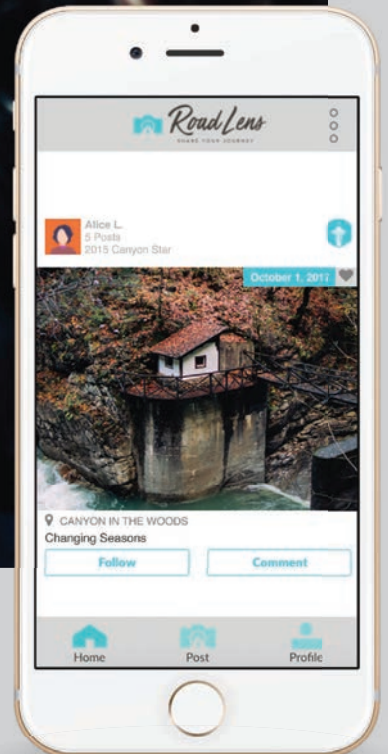 Road Lens
SHARE YOUR JOURNEY
Alice L.
5 Posts
2015 Canyon Star
October 1, 2017
CANYON IN THE WOODS
Changing Seasons
Follow
Comment
Home
Post
Profile